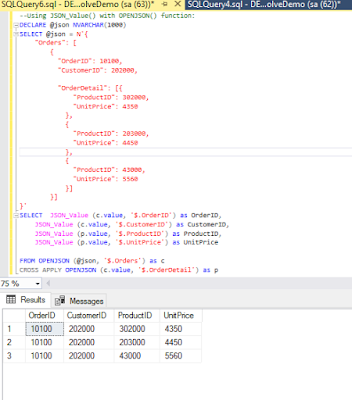 SQLQuery6.sql - DE...olveDemo (sa (63))*
SQLQuery4.sql - DE...olveDemo (sa (62))*
--Using JSON_Value() with OPENJSON() function:
DECLARE @json NVARCHAR(1000)
SELECT @json = N'{
"Orders": [
{
"OrderID": 10100,
"CustomerID": 202000,
"OrderDetail": [{
"ProductID": 302000,
"UnitPrice": 4350
},
{
"ProductID": 203000,
"UnitPrice": 4450
},
{
"ProductID": 43000,
"UnitPrice": 5560
}]
}]
}'
SELECT JSON_Value (c.value, '$.OrderID') as OrderID,
JSON_Value (c.value, '$.CustomerID') as CustomerID,
JSON_Value (p.value, '$.ProductID') as ProductID,
JSON_Value (p.value, '$.UnitPrice') as UnitPrice
FROM OPENJSON (@json, '$.Orders') as c
CROSS APPLY OPENJSON (c.value, '$.OrderDetail') as p
75 %
Results Messages
OrderID CustomerID ProductID UnitPrice
1 10100 202000 302000 4350
2 10100 202000 203000 4450
3 10100 202000 43000 5560